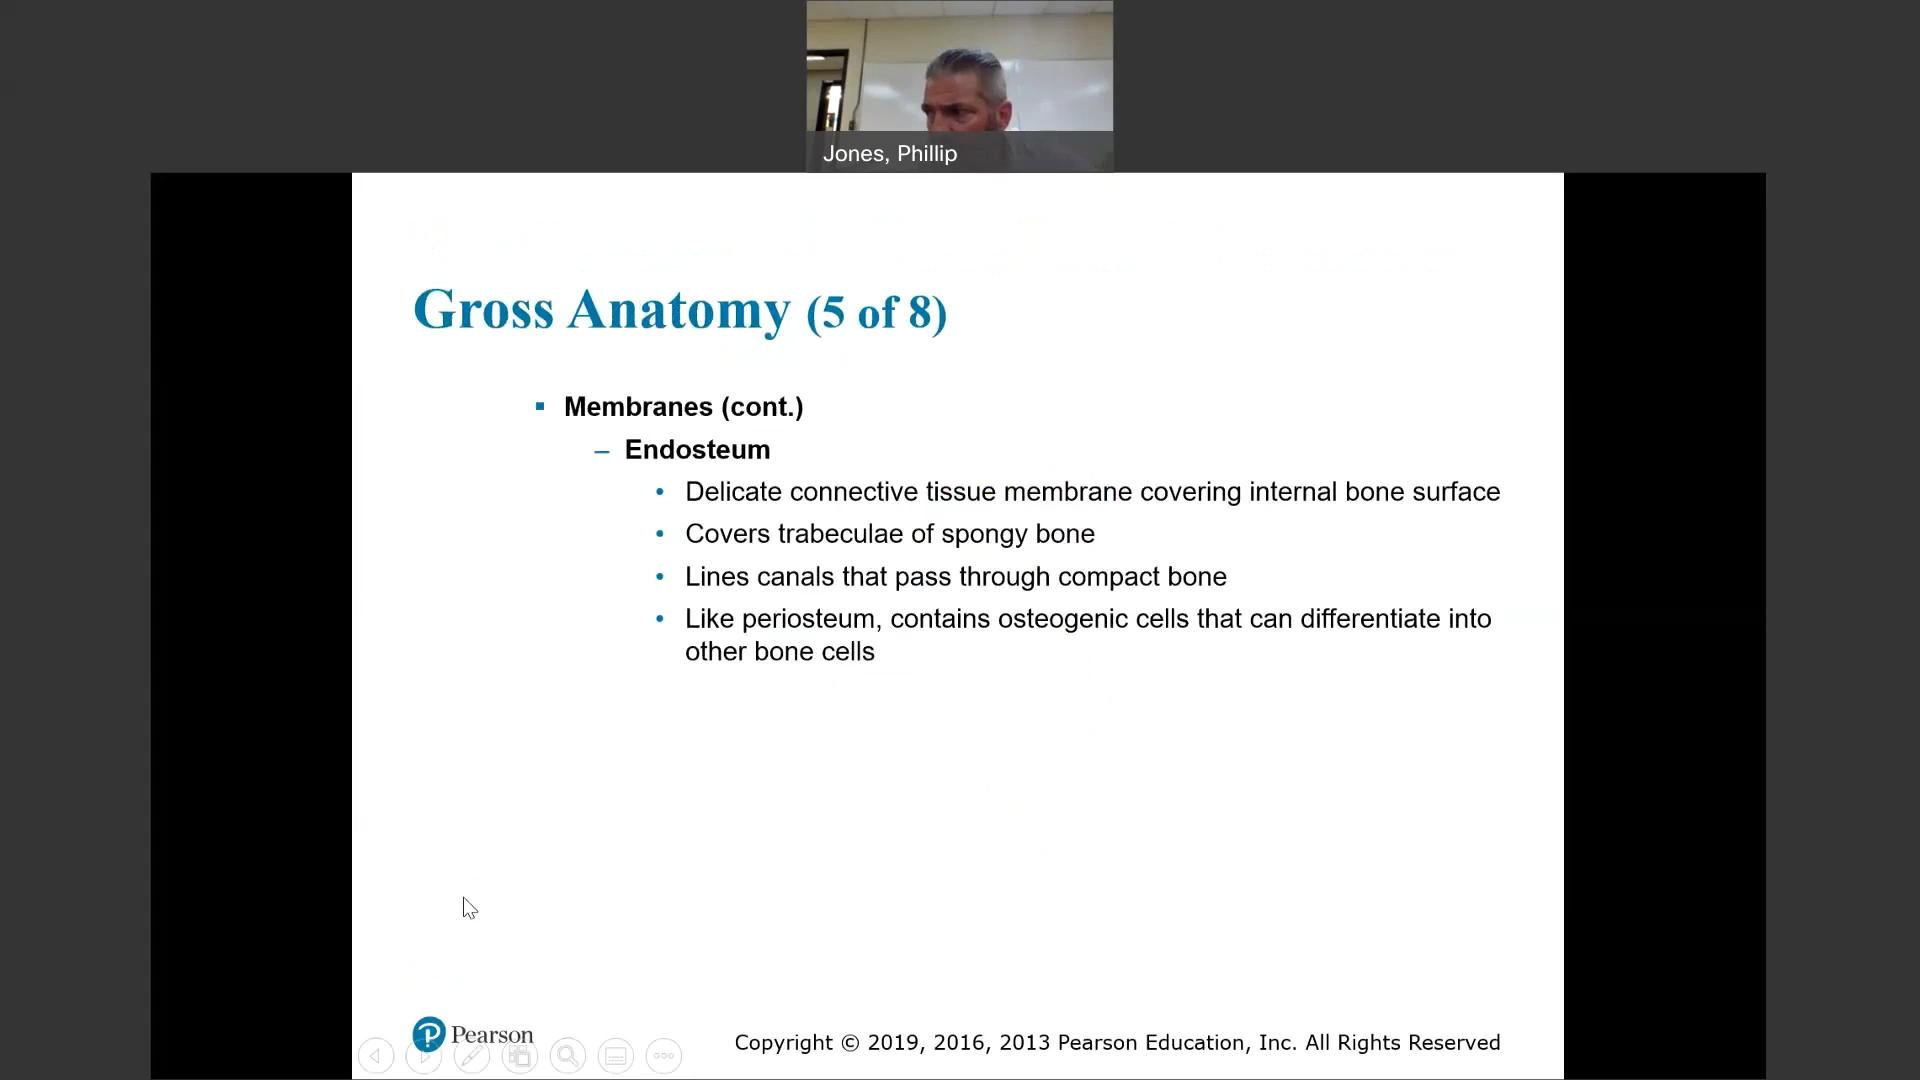 Jones, Phillip
Gross Anatomy (5 of 8)
Membranes (cont.)
– Endosteum
• Delicate connective tissue membrane covering internal bone surface
• Covers trabeculae of spongy bone
• Lines canals that pass through compact bone
• Like periosteum, contains osteogenic cells that can differentiate into
other bone cells
Pearson
Copyright © 2019, 2016, 2013 Pearson Education, Inc. All Rights Reserved